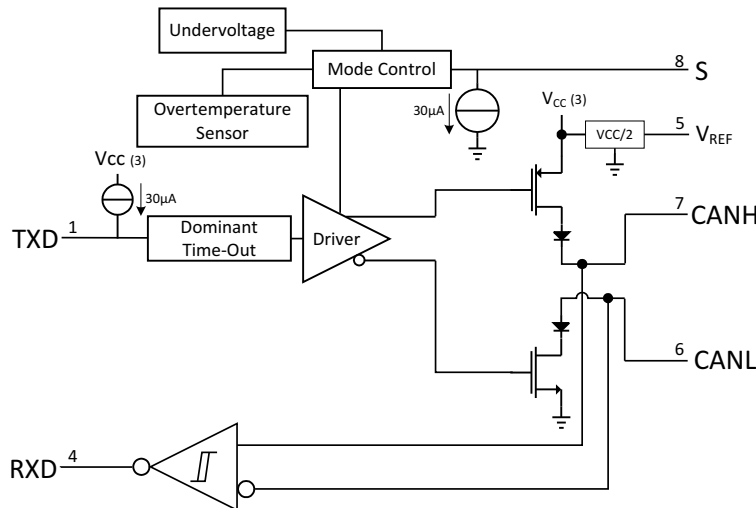 Undervoltage
Mode Control
8 S
Overtemperature
Sensor
30µA
VCC (3)
VCC/2
5 VREF
Vcc (3)
30µA
7 CANH
TXD 1
Dominant
Time-Out
Driver
6 CANL
RXD 4